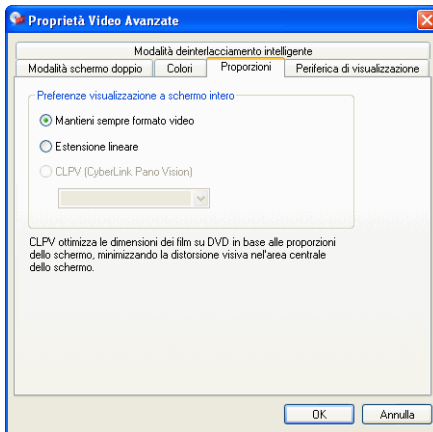 Proprietà Video Avanzate
Modalità deinterlacciamento intelligente
Modalità schermo doppio Colori Proporzioni Periferica di visualizzazione
Preferenze visualizzazione a schermo intero
Mantieni sempre formato video
Estensione lineare
CLPV (CyberLink Pano Vision)
CLPV ottimizza le dimensioni dei film su DVD in base alle proporzioni
dello schermo, minimizzando la distorsione visiva nell'area centrale
dello schermo.
OK Annulla